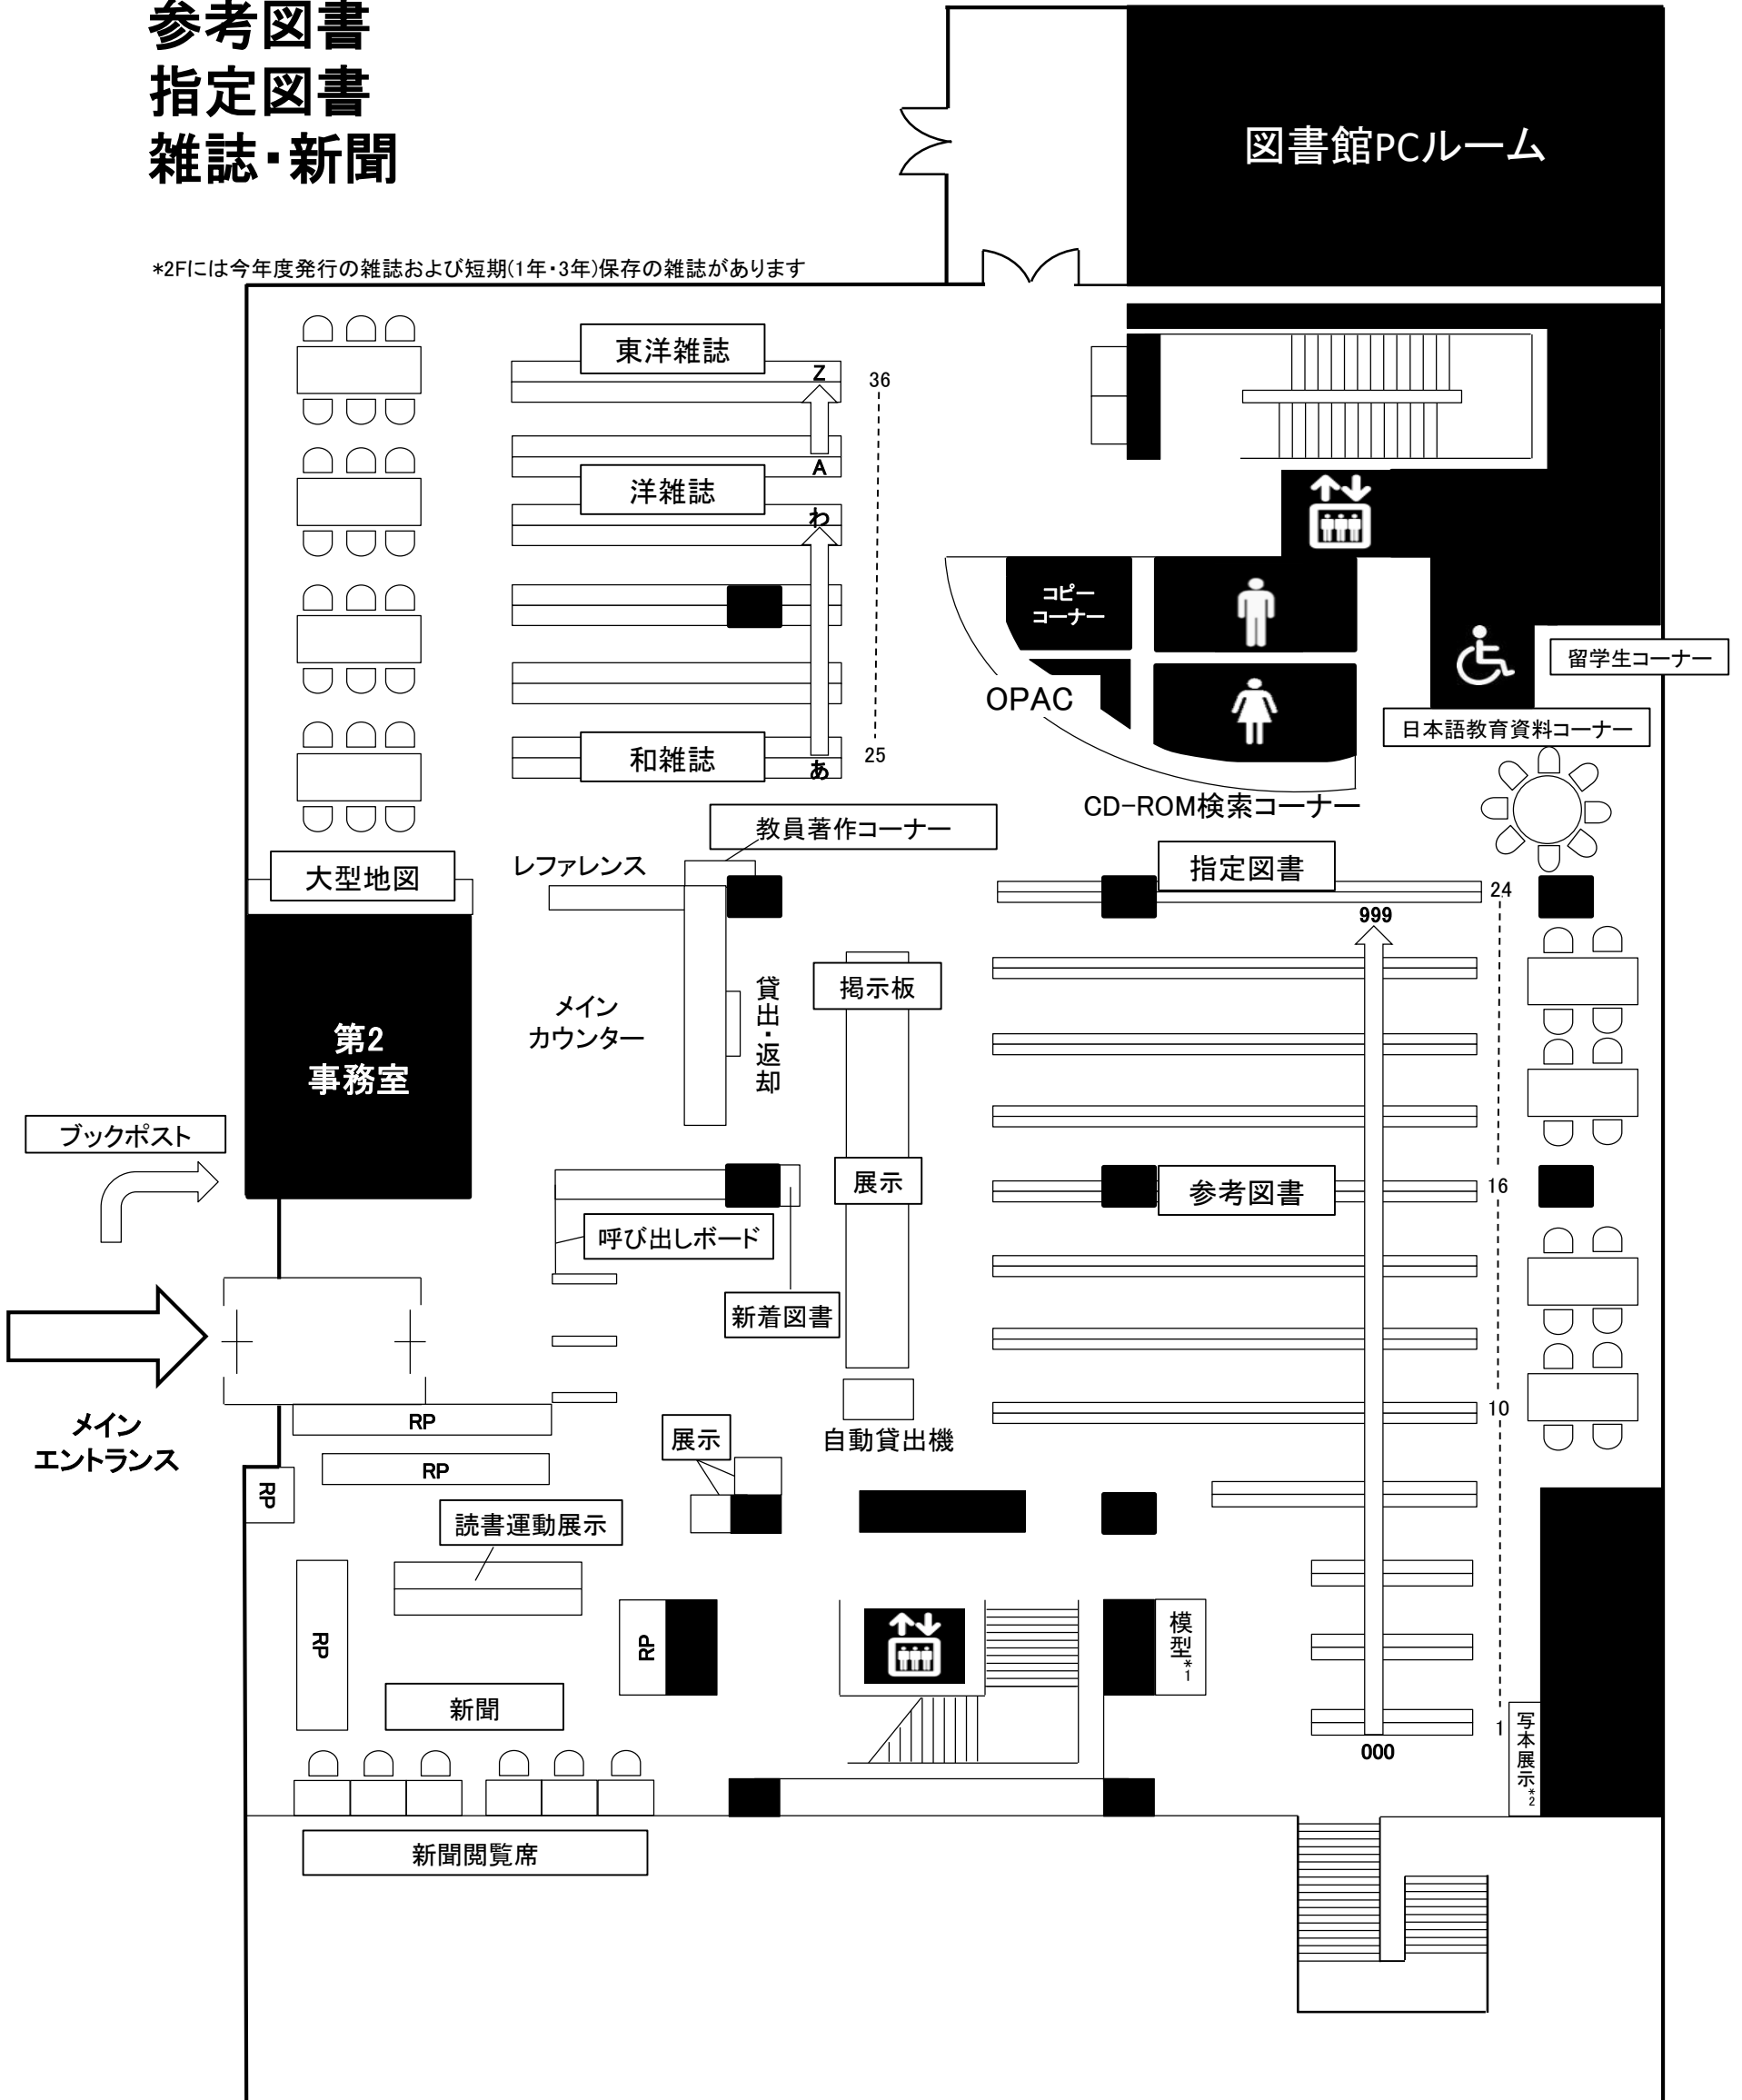 参考図書
指定図書
雑誌・新聞
図書館PCルーム
*2Fには今年度発行の雑誌および短期(1年・3年)保存の雑誌があります
東洋雑誌
Z
36
A
洋雑誌
わ
コピー
コーナー
留学生コーナー
OPAC
日本語教育資料コーナー
和雑誌
あ
25
CD-ROM検索コーナー
教員著作コーナー
レファレンス
大型地図
指定図書
24
999
掲示板
メイン
カウンター
貸出・返却
第2
事務室
ブックポスト
展示
参考図書
16
呼び出しボード
新着図書
メイン
エントランス
RP
10
展示
自動貸出機
RP
RP
読書運動展示
RP
RP
模型*1
新聞
1
写本展示*2
000
新聞閲覧席